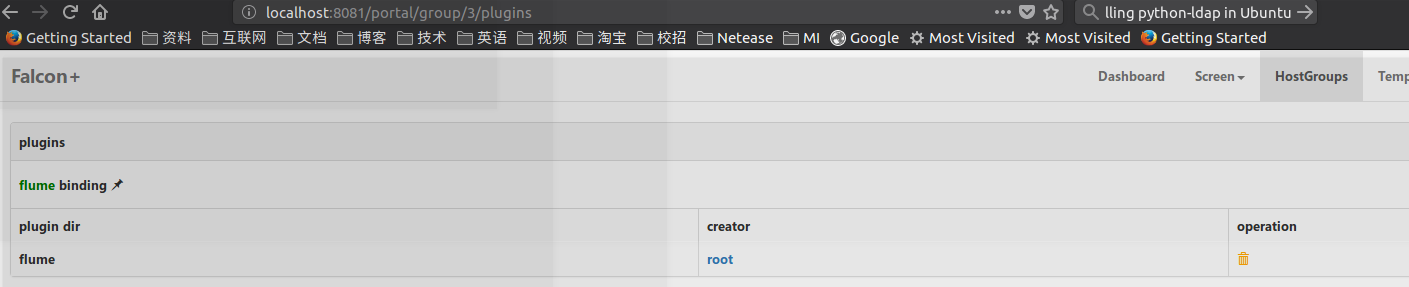 localhost:8081/portal/group/3/plugins
lling python-ldap in Ubuntu
Getting Started 资料 互联网 文档 博客 技术 英语 视频 淘宝 校招 Netease MI Google Most Visited Most Visited Getting Started
Falcon+ Dashboard Screen HostGroups Temp
plugins
flume binding
plugin dir creator operation
flume root